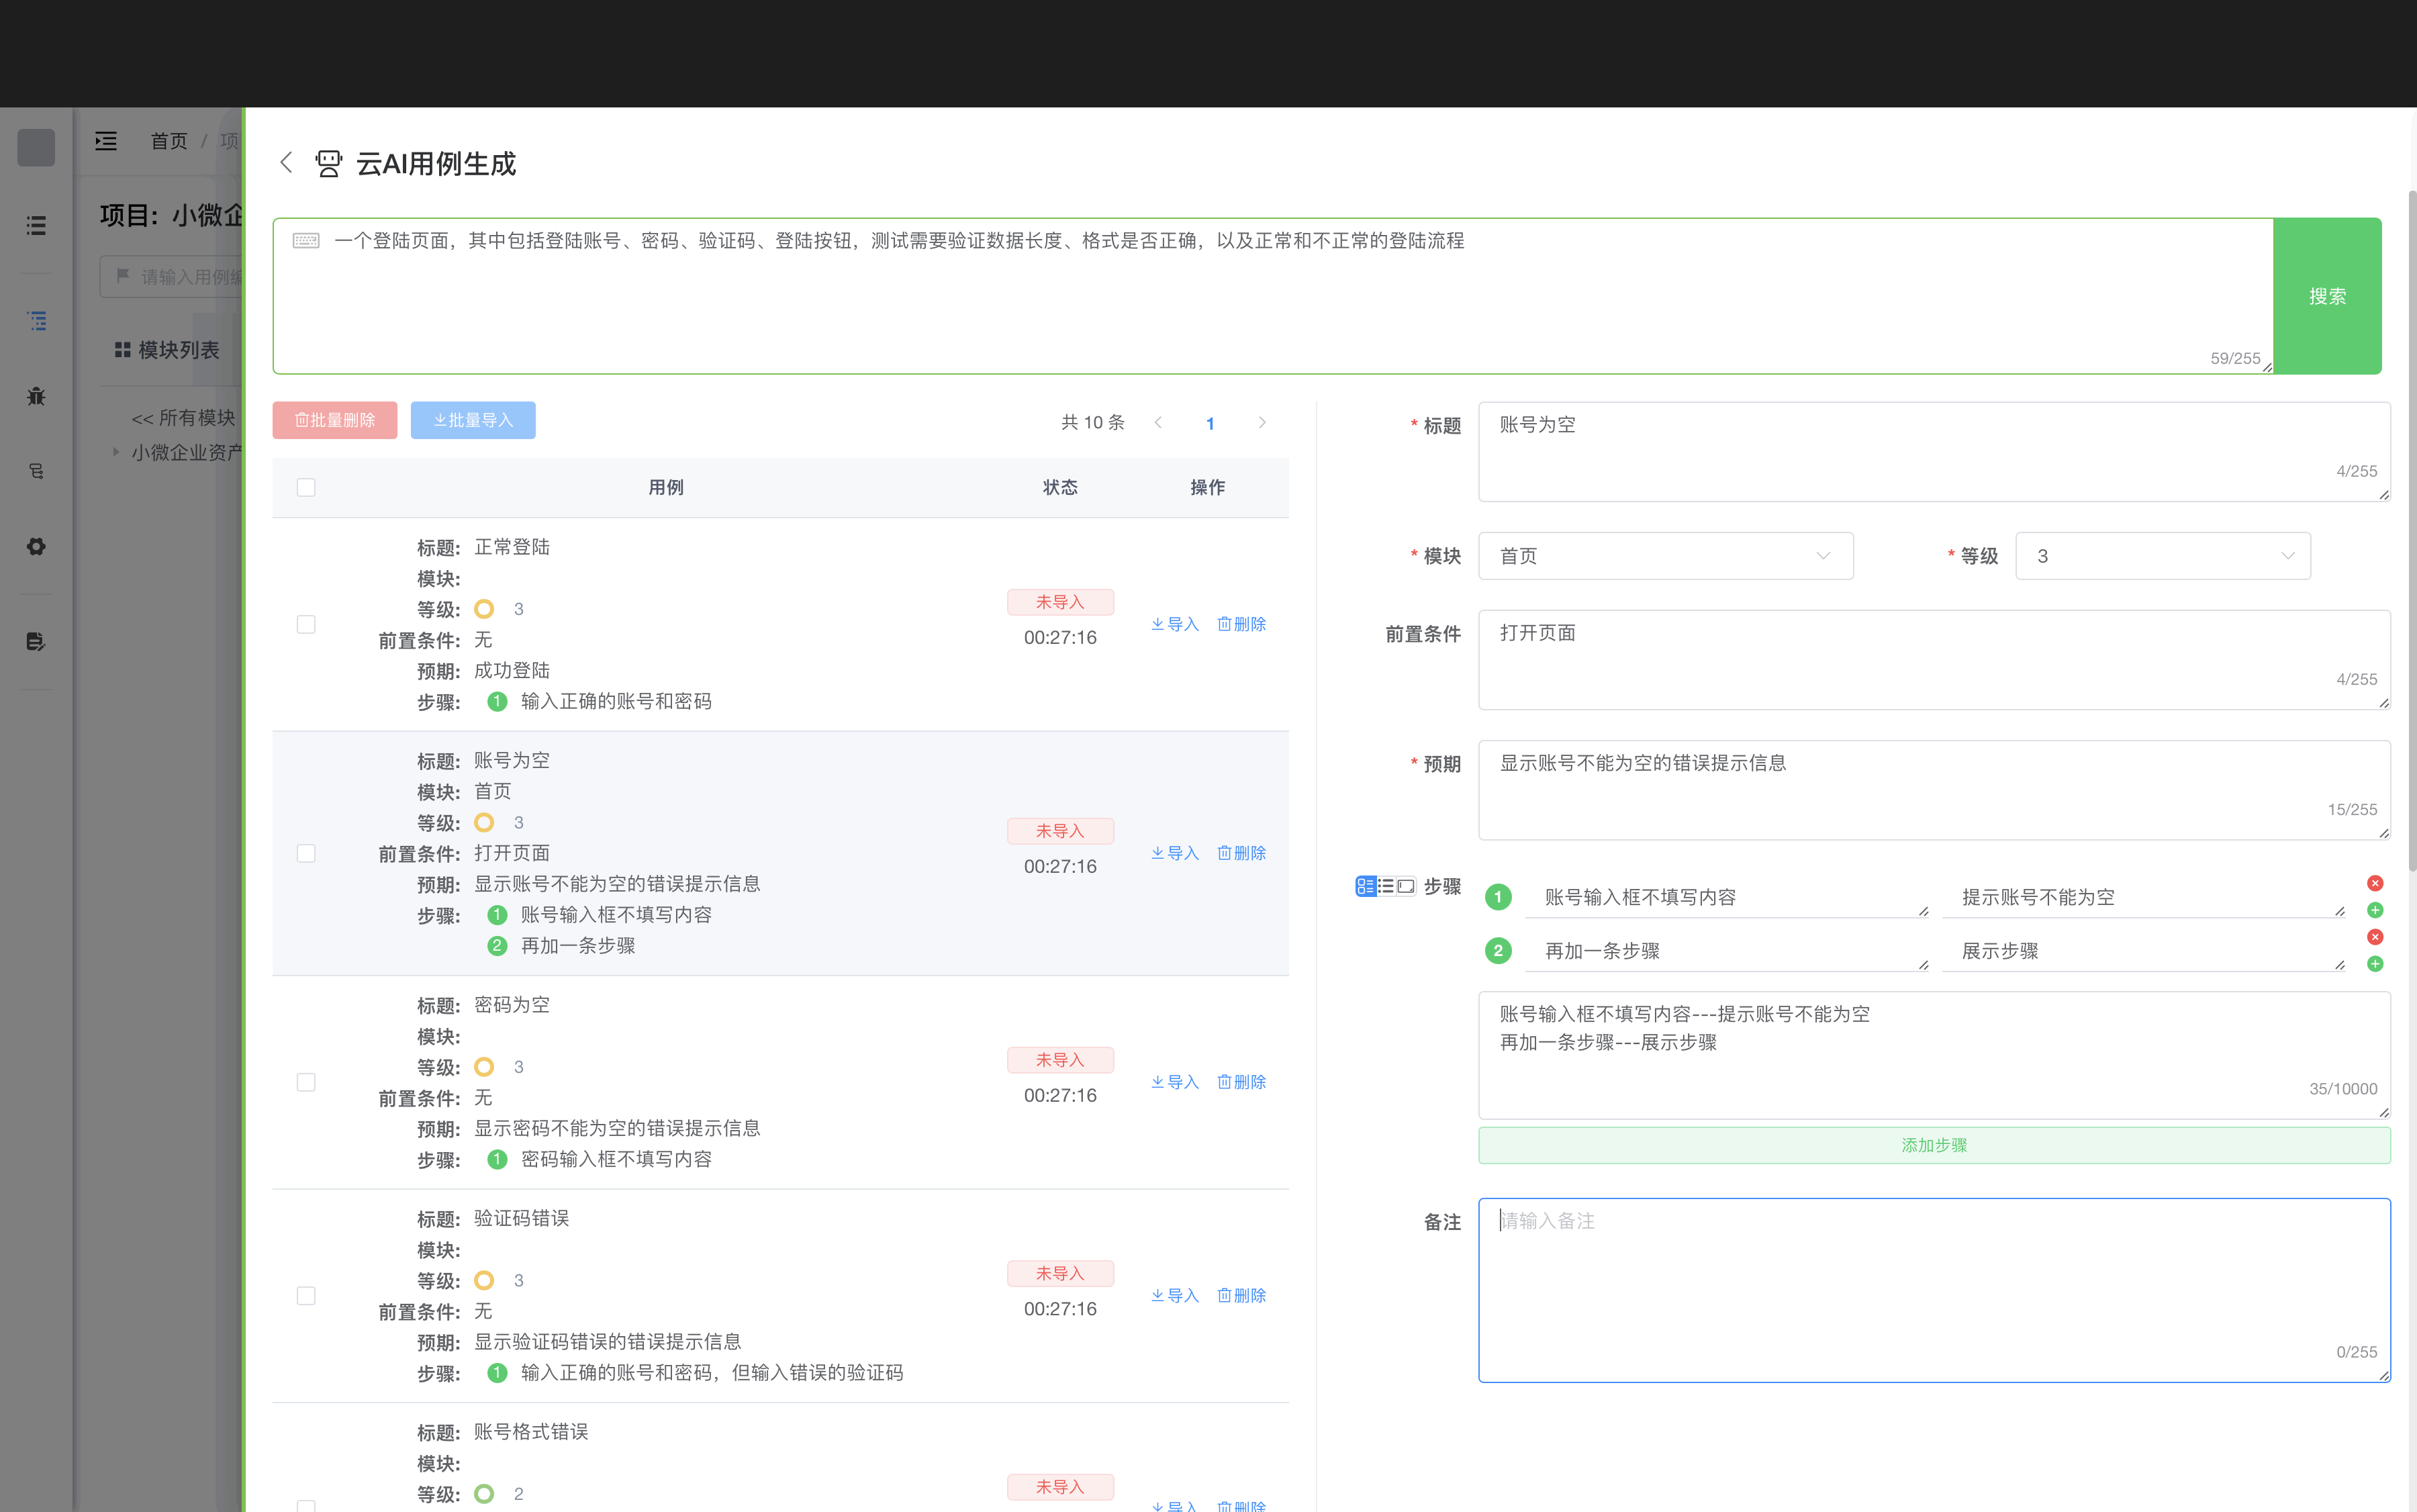 首页 / 项
项目: 小微企
请输入用例编
模块列表
<< 所有模块
小微企业资产
云AI用例生成
一个登陆页面，其中包括登陆账号、密码、验证码、登陆按钮，测试需要验证数据长度、格式是否正确，以及正常和不正常的登陆流程
59/255
搜索
批量删除
批量导入
共 10 条
1
用例 状态 操作
标题: 正常登陆
模块:
等级: 3
前置条件: 无
预期: 成功登陆
步骤: 1 输入正确的账号和密码
未导入
00:27:16
导入 删除
标题: 账号为空
模块: 首页
等级: 3
前置条件: 打开页面
预期: 显示账号不能为空的错误提示信息
步骤: 1 账号输入框不填写内容
2 再加一条步骤
未导入
00:27:16
导入 删除
标题: 密码为空
模块:
等级: 3
前置条件: 无
预期: 显示密码不能为空的错误提示信息
步骤: 1 密码输入框不填写内容
未导入
00:27:16
导入 删除
标题: 验证码错误
模块:
等级: 3
前置条件: 无
预期: 显示验证码错误的错误提示信息
步骤: 1 输入正确的账号和密码，但输入错误的验证码
未导入
00:27:16
导入 删除
标题: 账号格式错误
模块:
等级: 2
未导入
导入 删除
* 标题 账号为空
4/255
* 模块 首页
* 等级 3
前置条件 打开页面
4/255
* 预期 显示账号不能为空的错误提示信息
15/255
步骤
1 账号输入框不填写内容 提示账号不能为空
2 再加一条步骤 展示步骤
账号输入框不填写内容---提示账号不能为空
再加一条步骤---展示步骤
35/10000
添加步骤
备注 请输入备注
0/255